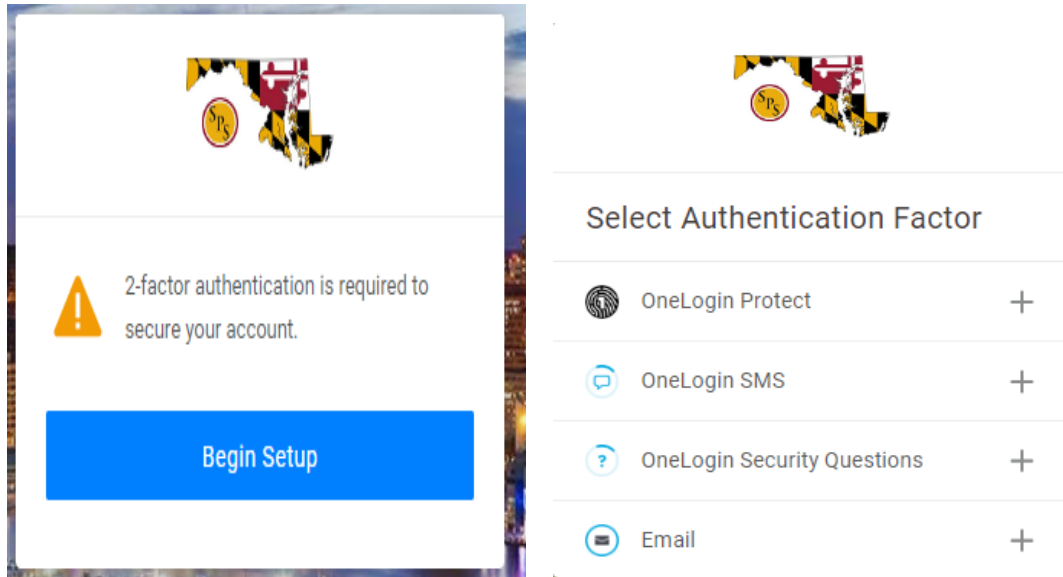 SPS
2-factor authentication is required to
secure your account.
Begin Setup
SPS
Select Authentication Factor
OneLogin Protect
OneLogin SMS
OneLogin Security Questions
Email